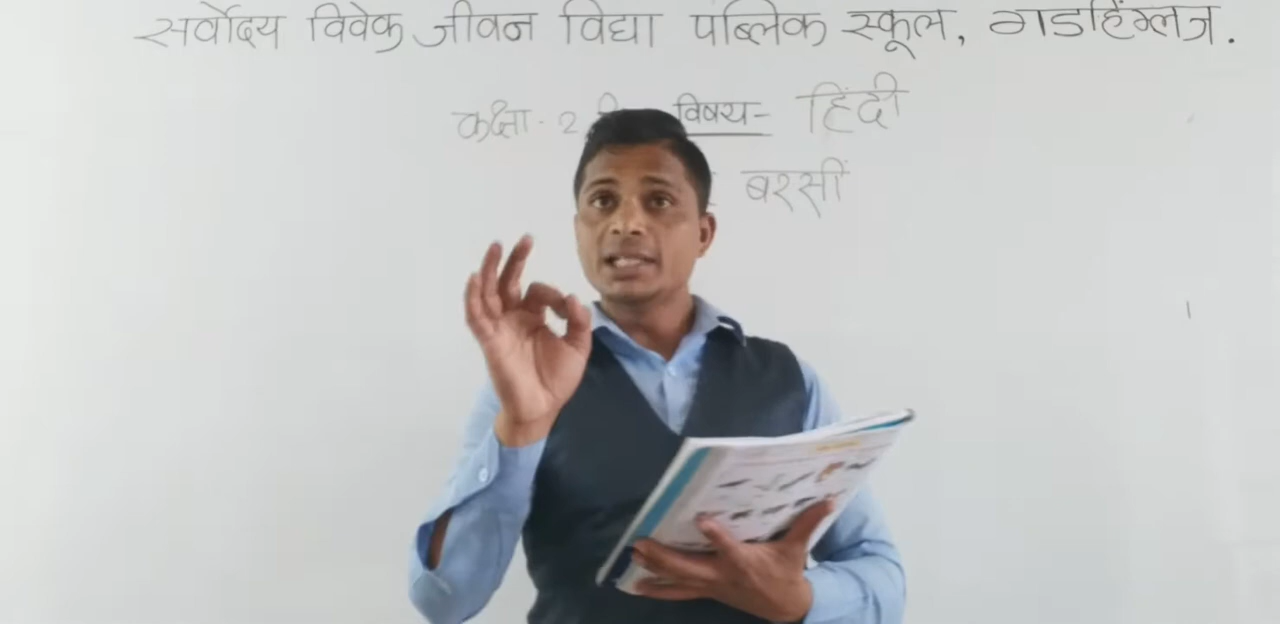 सर्वोदय विवेक जीवन विद्या पब्लिक स्कूल, गडहिंग्लज.
कक्षा - 2 विषय - हिंदी
बरसीं